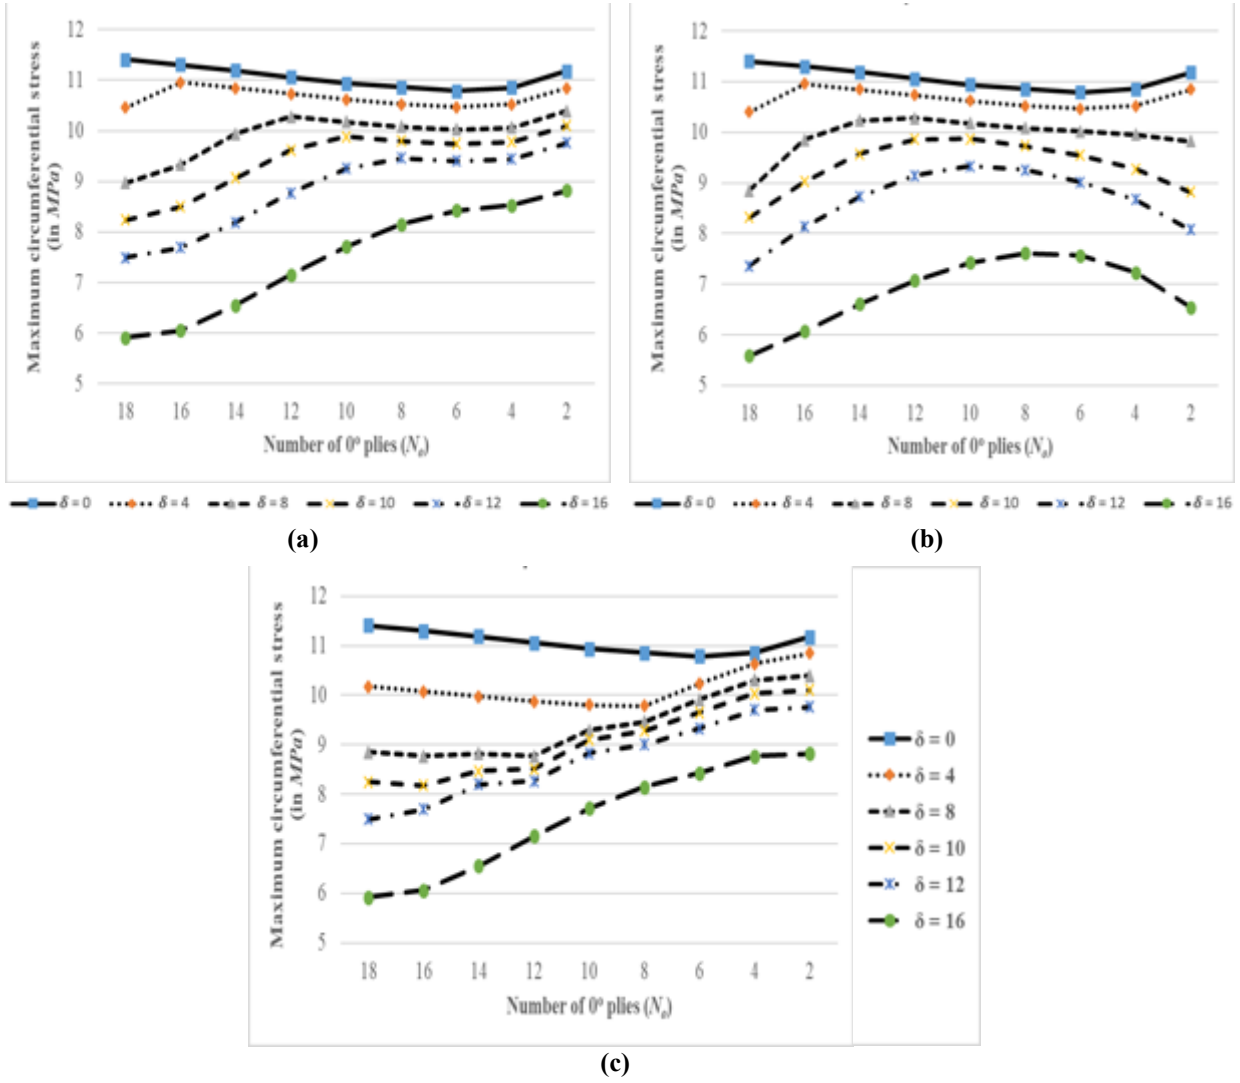 Maximum circumferential stress
(in MPa)
12
11
10
9
8
7
6
5
18 16 14 12 10 8 6 4 2
Number of 0° plies (Nₒ)
δ = 0 δ = 4 δ = 8 δ = 10 δ = 12 δ = 16
(a)
Maximum circumferential stress
(in MPa)
12
11
10
9
8
7
6
5
18 16 14 12 10 8 6 4 2
Number of 0° plies (Nₒ)
δ = 0 δ = 4 δ = 8 δ = 10 δ = 12 δ = 16
(b)
Maximum circumferential stress
(in MPa)
12
11
10
9
8
7
6
5
18 16 14 12 10 8 6 4 2
Number of 0° plies (Nₒ)
δ = 0
δ = 4
δ = 8
δ = 10
δ = 12
δ = 16
(c)